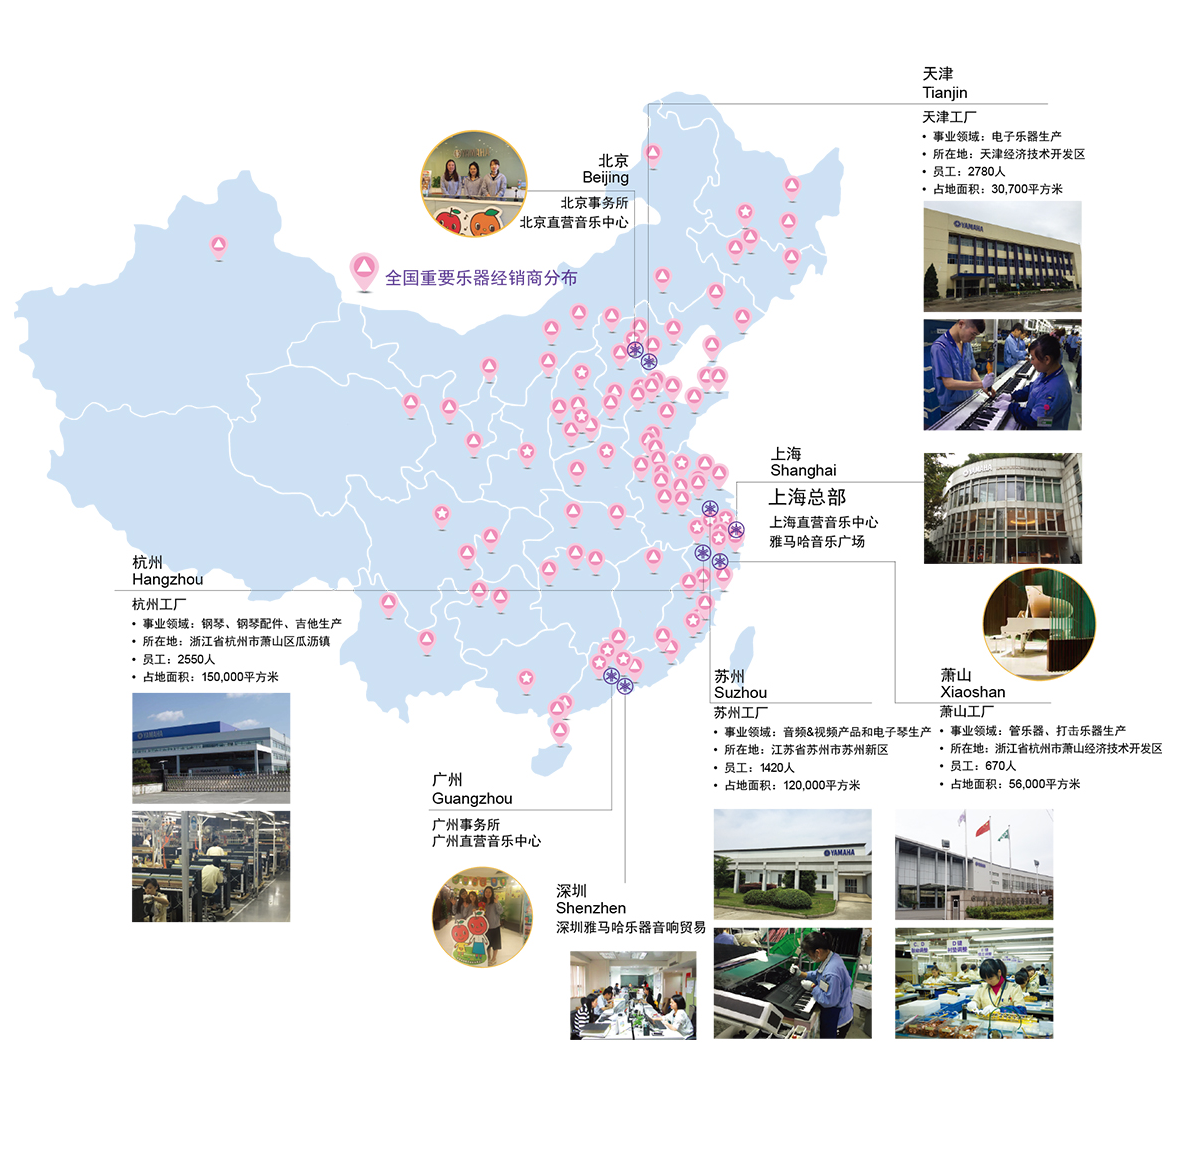 天津
Tianjin
天津工厂
• 事业领域：电子乐器生产
• 所在地：天津经济技术开发区
• 员工：2780人
• 占地面积：30,700平方米
YAMAHA
北京
Beijing
北京事务所
北京直营音乐中心
全国重要乐器经销商分布
上海
Shanghai
上海总部
上海直营音乐中心
雅马哈音乐广场
YAMAHA
杭州
Hangzhou
杭州工厂
• 事业领域：钢琴、钢琴配件、吉他生产
• 所在地：浙江省杭州市萧山区瓜沥镇
• 员工：2550人
• 占地面积：150,000平方米
苏州
Suzhou
苏州工厂
• 事业领域：音频&视频产品和电子琴生产
• 所在地：江苏省苏州市苏州新区
• 员工：1420人
• 占地面积：120,000平方米
YAMAHA
萧山
Xiaoshan
萧山工厂
• 事业领域：管乐器、打击乐器生产
• 所在地：浙江省杭州市萧山经济技术开发区
• 员工：670人
• 占地面积：56,000平方米
广州
Guangzhou
广州事务所
广州直营音乐中心
深圳
Shenzhen
深圳雅马哈乐器音响贸易